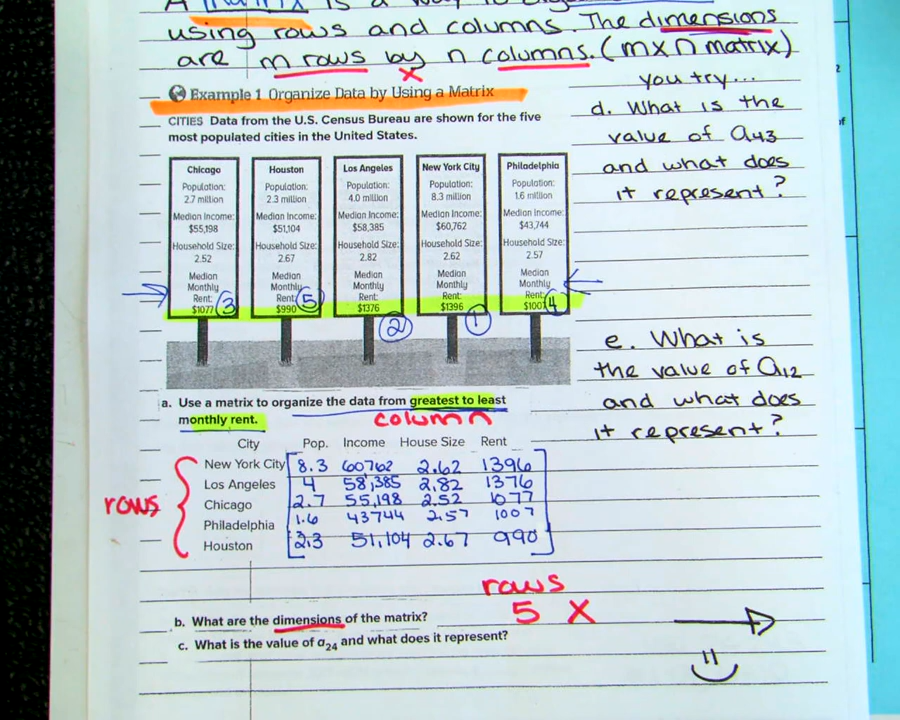 A matrix is a way to
using rows and columns. The dimensions
are m rows by n columns. (m x n matrix)
x
Example 1 Organize Data by Using a Matrix
CITIES Data from the U.S. Census Bureau are shown for the five
most populated cities in the United States.
Chicago
Population:
2.7 million
Median Income:
$55,198
Household Size:
2.52
Median
Monthly
Rent:
$1077
3
Houston
Population:
2.3 million
Median Income:
$51,104
Household Size:
2.67
Median
Monthly
Rent:
$990
5
Los Angeles
Population:
4.0 million
Median Income:
$58,385
Household Size:
2.82
Median
Monthly
Rent:
$1376
2
New York City
Population:
8.3 million
Median Income:
$60,762
Household Size:
2.62
Median
Monthly
Rent:
$1396
1
Philadelphia
Population:
1.6 million
Median Income:
$43,744
Household Size:
2.57
Median
Monthly
Rent:
$1007
4
a. Use a matrix to organize the data from greatest to least
monthly rent.
column
City Pop. Income House Size Rent
New York City 8.3 60762 2.62 1396
Los Angeles 4 58,385 2.82 1376
rows Chicago 2.7 55,198 2.52 1077
Philadelphia 1.6 43744 2.57 1007
Houston 2.3 51,104 2.67 990
rows
b. What are the dimensions of the matrix? 5 X
c. What is the value of a24 and what does it represent?
you try...
d. What is the
value of a43
and what does
it represent?
e. What is
the value of a12
and what does
it represent?